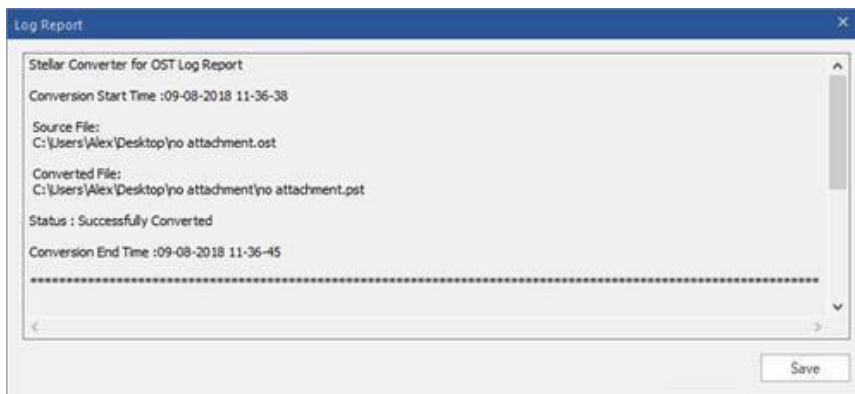 Log Report
Stellar Converter for OST Log Report
Conversion Start Time :09-08-2018 11-36-38
Source File:
C:\Users\Alex\Desktop\no attachment.ost
Converted File:
C:\Users\Alex\Desktop\no attachment\no attachment.pst
Status : Successfully Converted
Conversion End Time :09-08-2018 11-36-45
Save